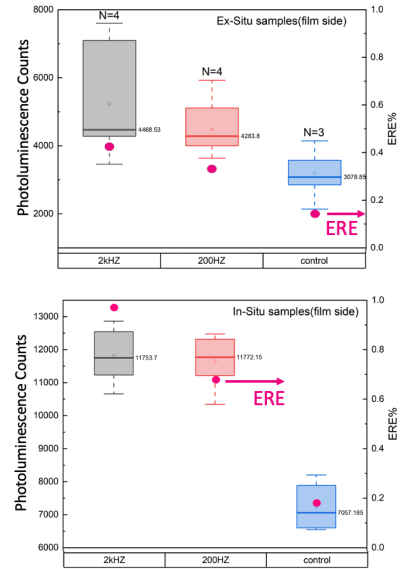 Ex-Situ samples(film side)
N=4
N=4
N=3
8000
6000
4000
2000
Photoluminescence Counts
4468.53
4283.8
3078.85
ERE
1.0
0.8
0.6
0.4
0.2
0.0
ERE%
2kHZ
200HZ
control
In-Situ samples(film side)
13000
12000
11000
10000
9000
8000
7000
6000
Photoluminescence Counts
11753.7
11772.15
7057.185
ERE
1.0
0.8
0.6
0.4
0.2
0.0
ERE%
2kHZ
200HZ
control